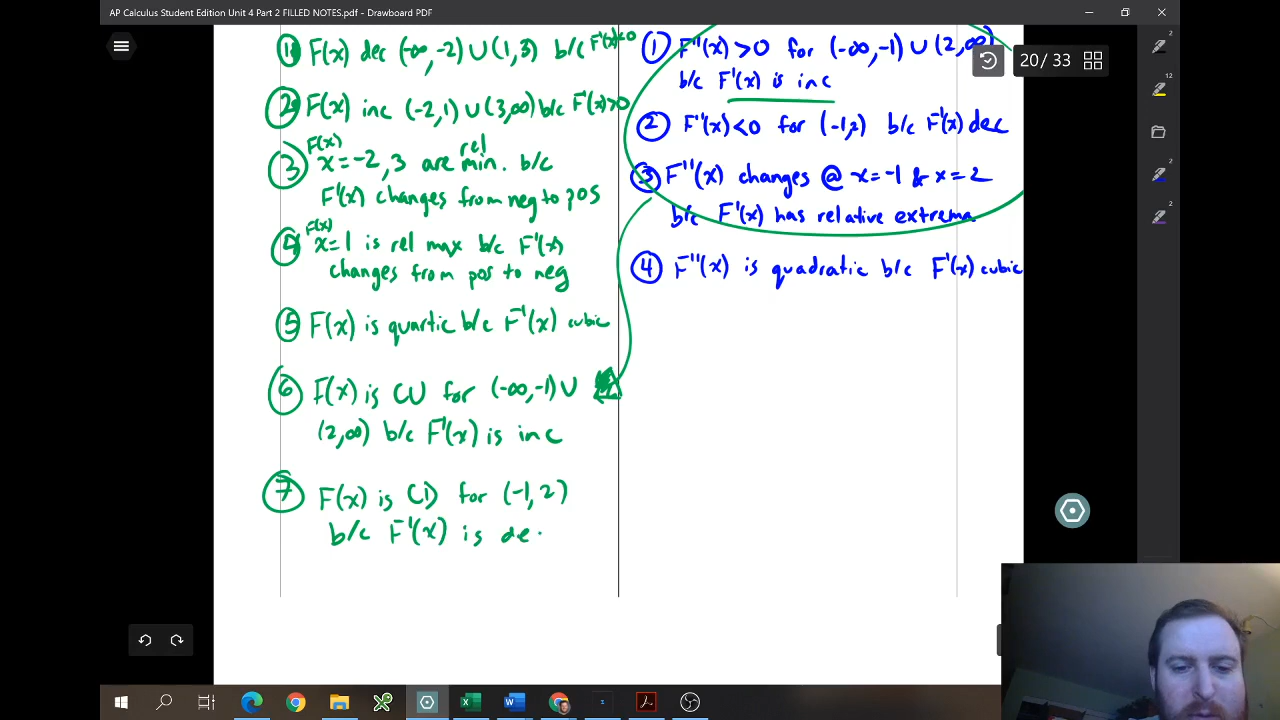 AP Calculus Student Edition Unit 4 Part 2 FILLED NOTES.pdf - Drawboard PDF
20 / 33
① F(x) dec (-∞,-2) ∪ (1,3) b/c F'(x)<0
② F(x) inc (-2,1) ∪ (3,∞) b/c F'(x)>0
F(x) rel
③ x=-2,3 are min. b/c
F'(x) changes from neg to pos
F(x)
④ x=1 is rel max b/c F'(x)
changes from pos to neg
⑤ F(x) is quartic b/c F'(x) cubic
⑥ F(x) is CU for (-∞,-1) ∪
(2,∞) b/c F'(x) is inc
⑦ F(x) is CD for (-1,2)
b/c F'(x) is de
① F''(x) >0 for (-∞,-1) ∪ (2,∞)
b/c F'(x) is inc
② F''(x)<0 for (-1,2) b/c F'(x) dec
③ F''(x) changes @ x=-1 & x=2
b/c F'(x) has relative extrema
④ F''(x) is quadratic b/c F'(x) cubic